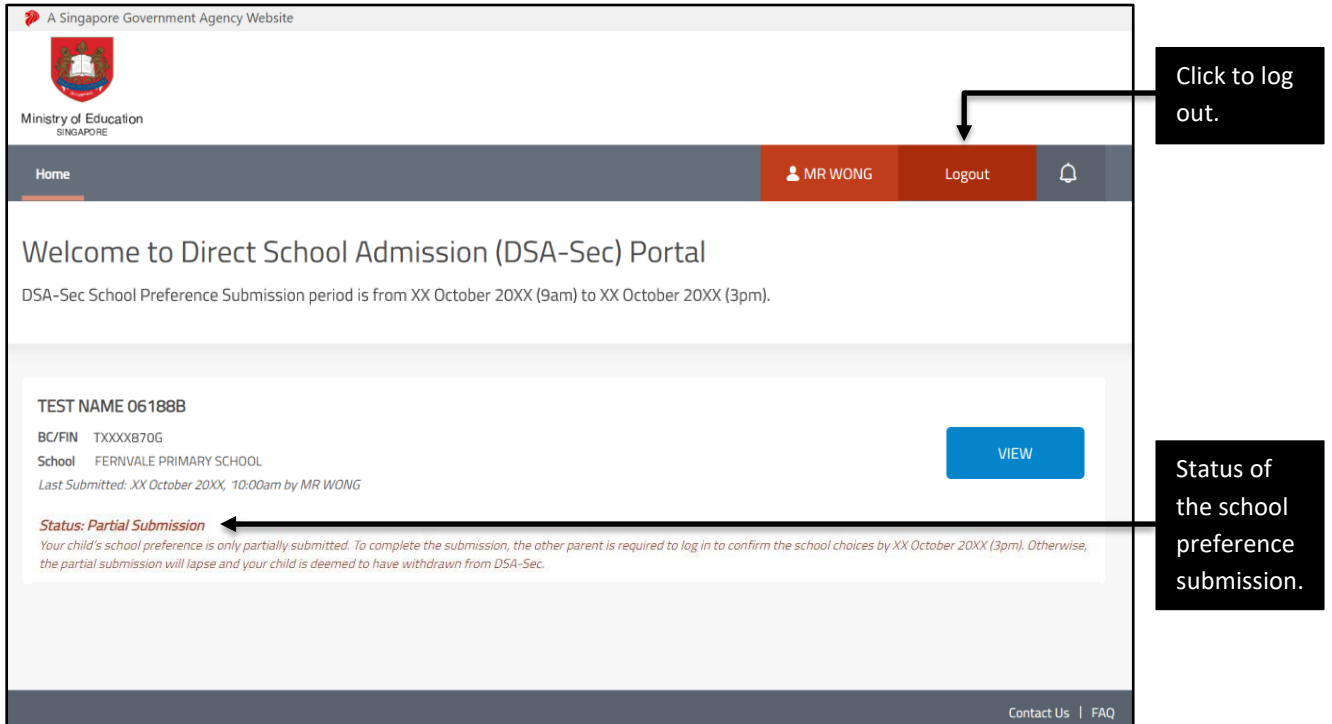 A Singapore Government Agency Website
Ministry of Education
SINGAPORE
Click to log
out.
Home
MR WONG
Logout
Welcome to Direct School Admission (DSA-Sec) Portal
DSA-Sec School Preference Submission period is from XX October 20XX (9am) to XX October 20XX (3pm).
TEST NAME 06188B
BC/FIN TXXXX870G
School FERNVALE PRIMARY SCHOOL
Last Submitted: XX October 20XX, 10:00am by MR WONG
VIEW
Status: Partial Submission
Your child's school preference is only partially submitted. To complete the submission, the other parent is required to log in to confirm the school choices by XX October 20XX (3pm). Otherwise,
the partial submission will lapse and your child is deemed to have withdrawn from DSA-Sec.
Status of
the school
preference
submission.
Contact Us | FAQ